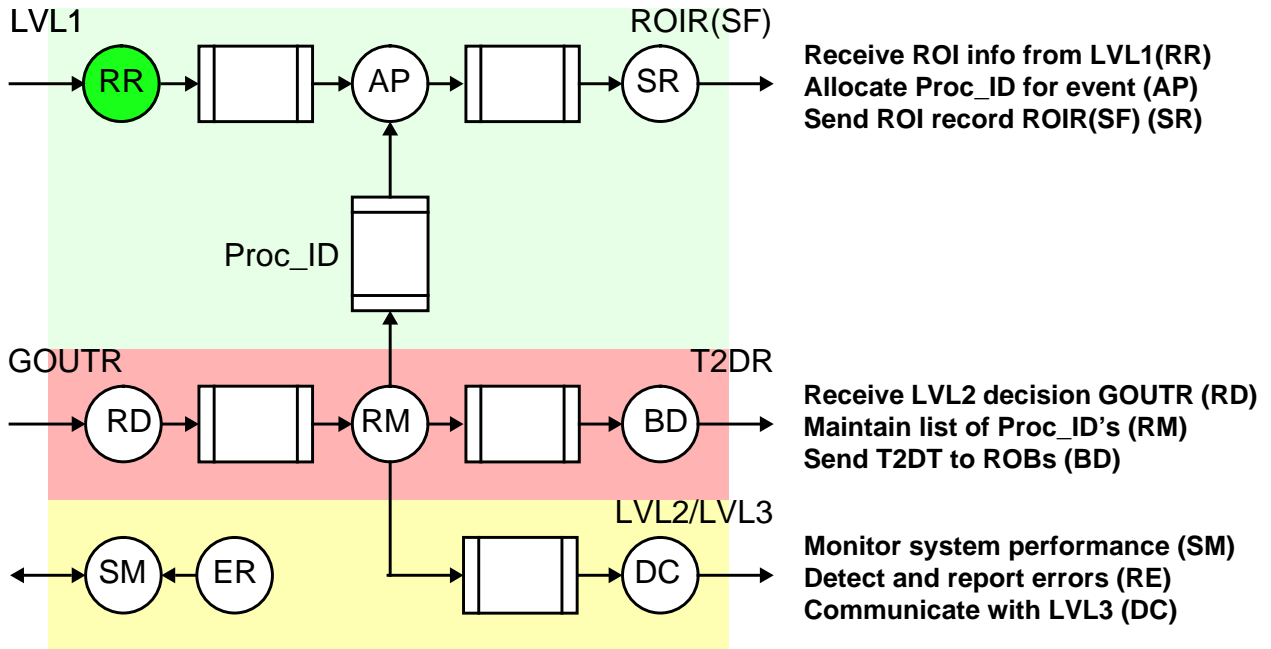 LVL1
ROIR(SF)
RR
AP
SR
Receive ROI info from LVL1(RR)
Allocate Proc_ID for event (AP)
Send ROI record ROIR(SF) (SR)
Proc_ID
GOUTR
T2DR
RD
RM
BD
Receive LVL2 decision GOUTR (RD)
Maintain list of Proc_ID’s (RM)
Send T2DT to ROBs (BD)
LVL2/LVL3
SM
ER
DC
Monitor system performance (SM)
Detect and report errors (RE)
Communicate with LVL3 (DC)